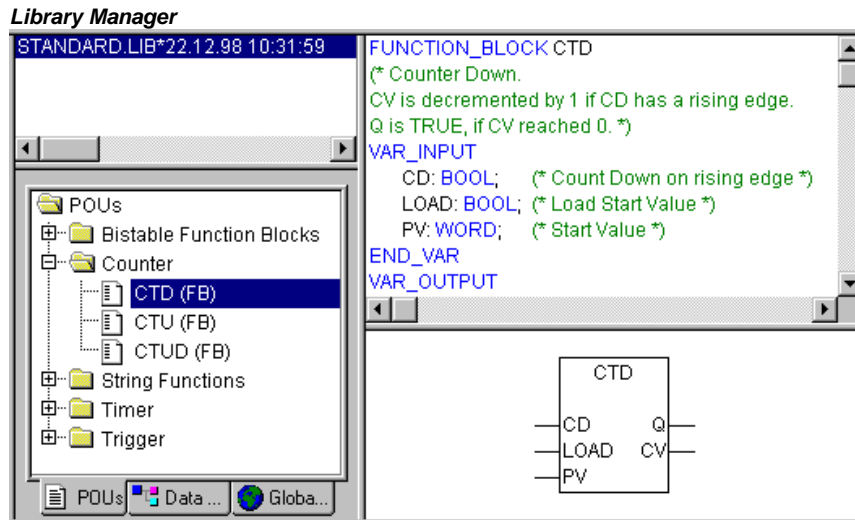 Library Manager
STANDARD.LIB*22.12.98 10:31:59
POUs
Bistable Function Blocks
Counter
CTD (FB)
CTU (FB)
CTUD (FB)
String Functions
Timer
Trigger
POUs
Data ...
Globa...
FUNCTION_BLOCK CTD
(* Counter Down.
CV is decremented by 1 if CD has a rising edge.
Q is TRUE, if CV reached 0. *)
VAR_INPUT
CD: BOOL; (* Count Down on rising edge *)
LOAD: BOOL; (* Load Start Value *)
PV: WORD; (* Start Value *)
END_VAR
VAR_OUTPUT
CTD
CD Q
LOAD CV
PV